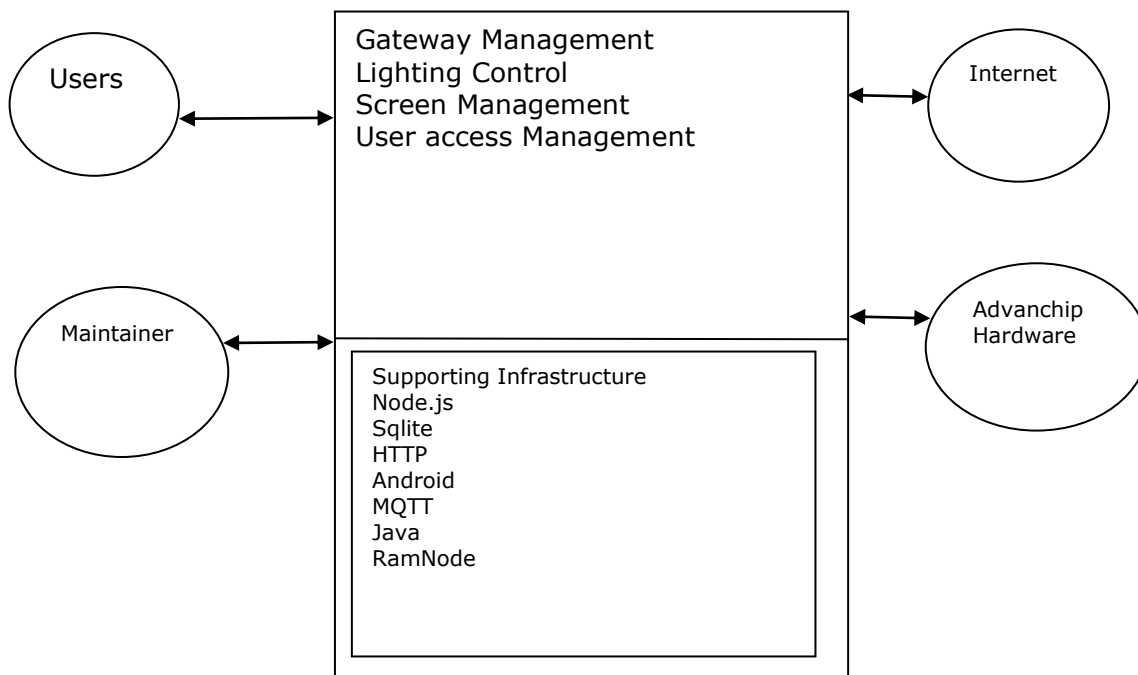 Users
Maintainer
Gateway Management
Lighting Control
Screen Management
User access Management
Supporting Infrastructure
Node.js
Sqlite
HTTP
Android
MQTT
Java
RamNode
Internet
Advanchip
Hardware